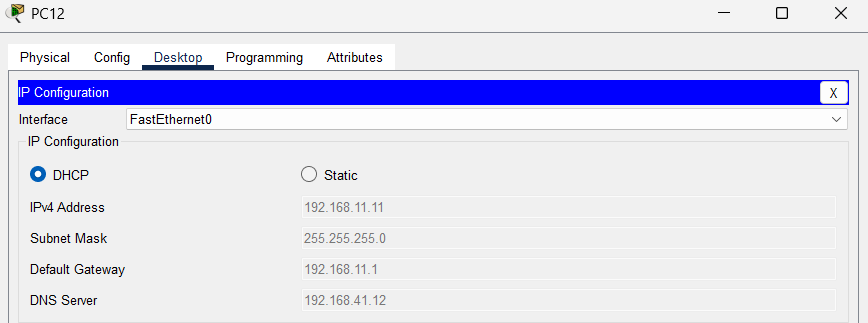 PC12
Physical Config Desktop Programming Attributes
IP Configuration X
Interface FastEthernet0
IP Configuration
DHCP Static
IPv4 Address 192.168.11.11
Subnet Mask 255.255.255.0
Default Gateway 192.168.11.1
DNS Server 192.168.41.12